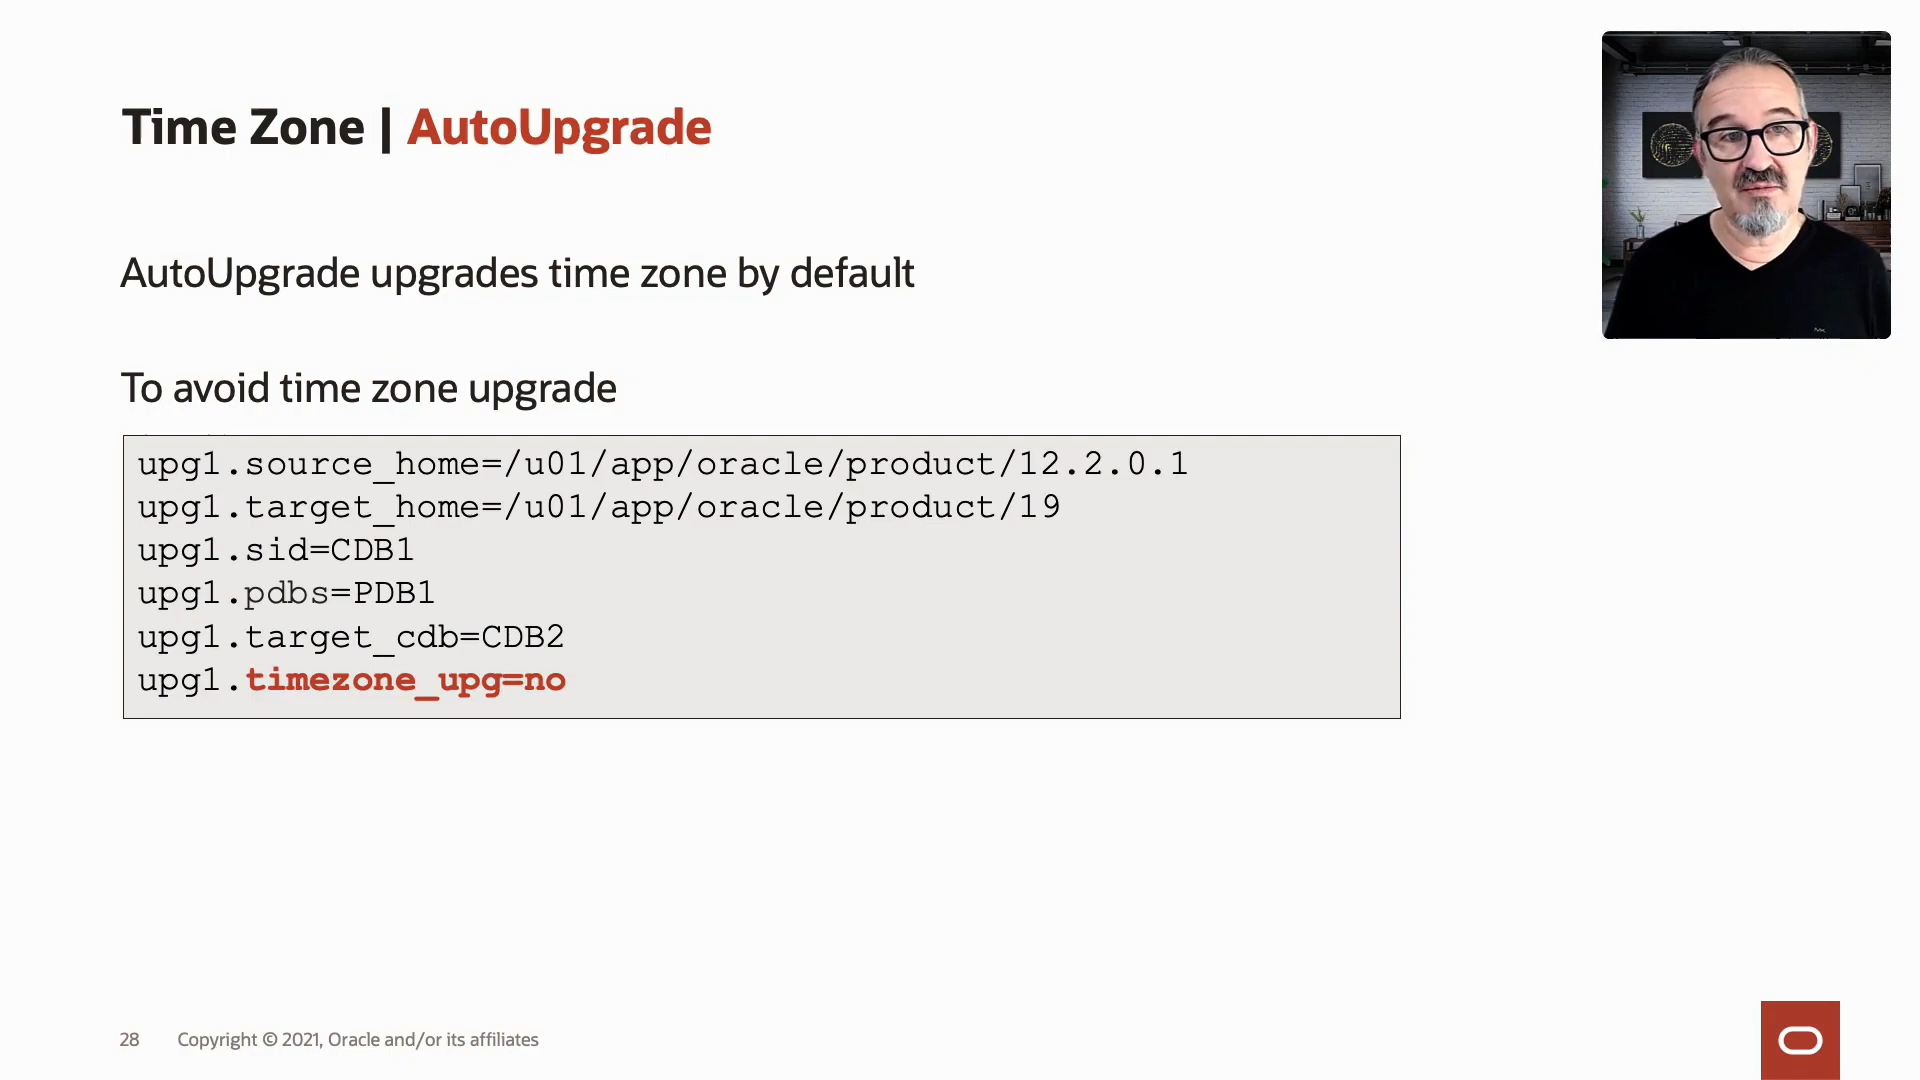 Time Zone | AutoUpgrade
AutoUpgrade upgrades time zone by default
To avoid time zone upgrade
upg1.source_home=/u01/app/oracle/product/12.2.0.1
upg1.target_home=/u01/app/oracle/product/19
upg1.sid=CDB1
upg1.pdbs=PDB1
upg1.target_cdb=CDB2
upg1.timezone_upg=no
28 Copyright © 2021, Oracle and/or its affiliates